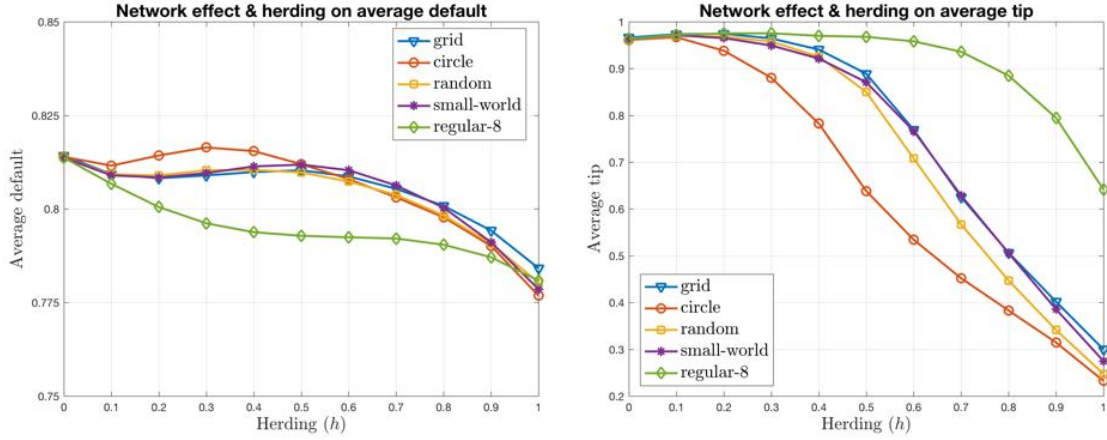 Network effect & herding on average default
0.85
0.825
0.8
0.775
0.75
Average default
grid
circle
random
small-world
regular-8
0 0.1 0.2 0.3 0.4 0.5 0.6 0.7 0.8 0.9 1
Herding (h)
Network effect & herding on average tip
1
0.9
0.8
0.7
0.6
0.5
0.4
0.3
0.2
Average tip
grid
circle
random
small-world
regular-8
0 0.1 0.2 0.3 0.4 0.5 0.6 0.7 0.8 0.9 1
Herding (h)